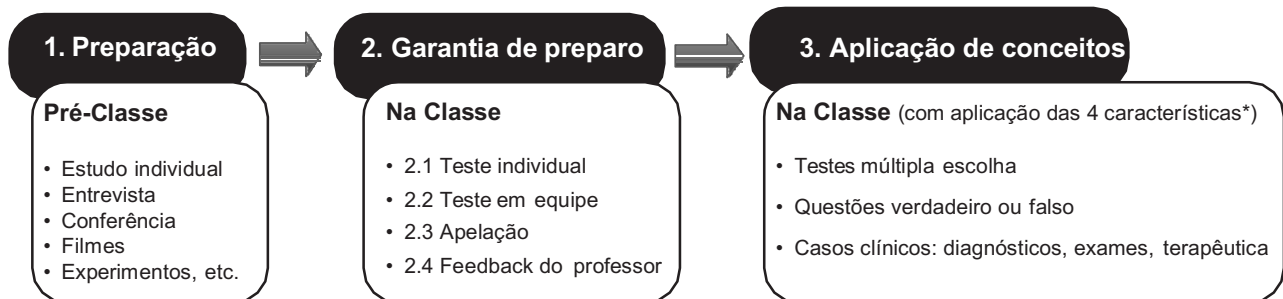 1. Preparação
Pré-Classe
• Estudo individual
• Entrevista
• Conferência
• Filmes
• Experimentos, etc.
2. Garantia de preparo
Na Classe
• 2.1 Teste individual
• 2.2 Teste em equipe
• 2.3 Apelação
• 2.4 Feedback do professor
3. Aplicação de conceitos
Na Classe (com aplicação das 4 características*)
• Testes múltipla escolha
• Questões verdadeiro ou falso
• Casos clínicos: diagnósticos, exames, terapêutica